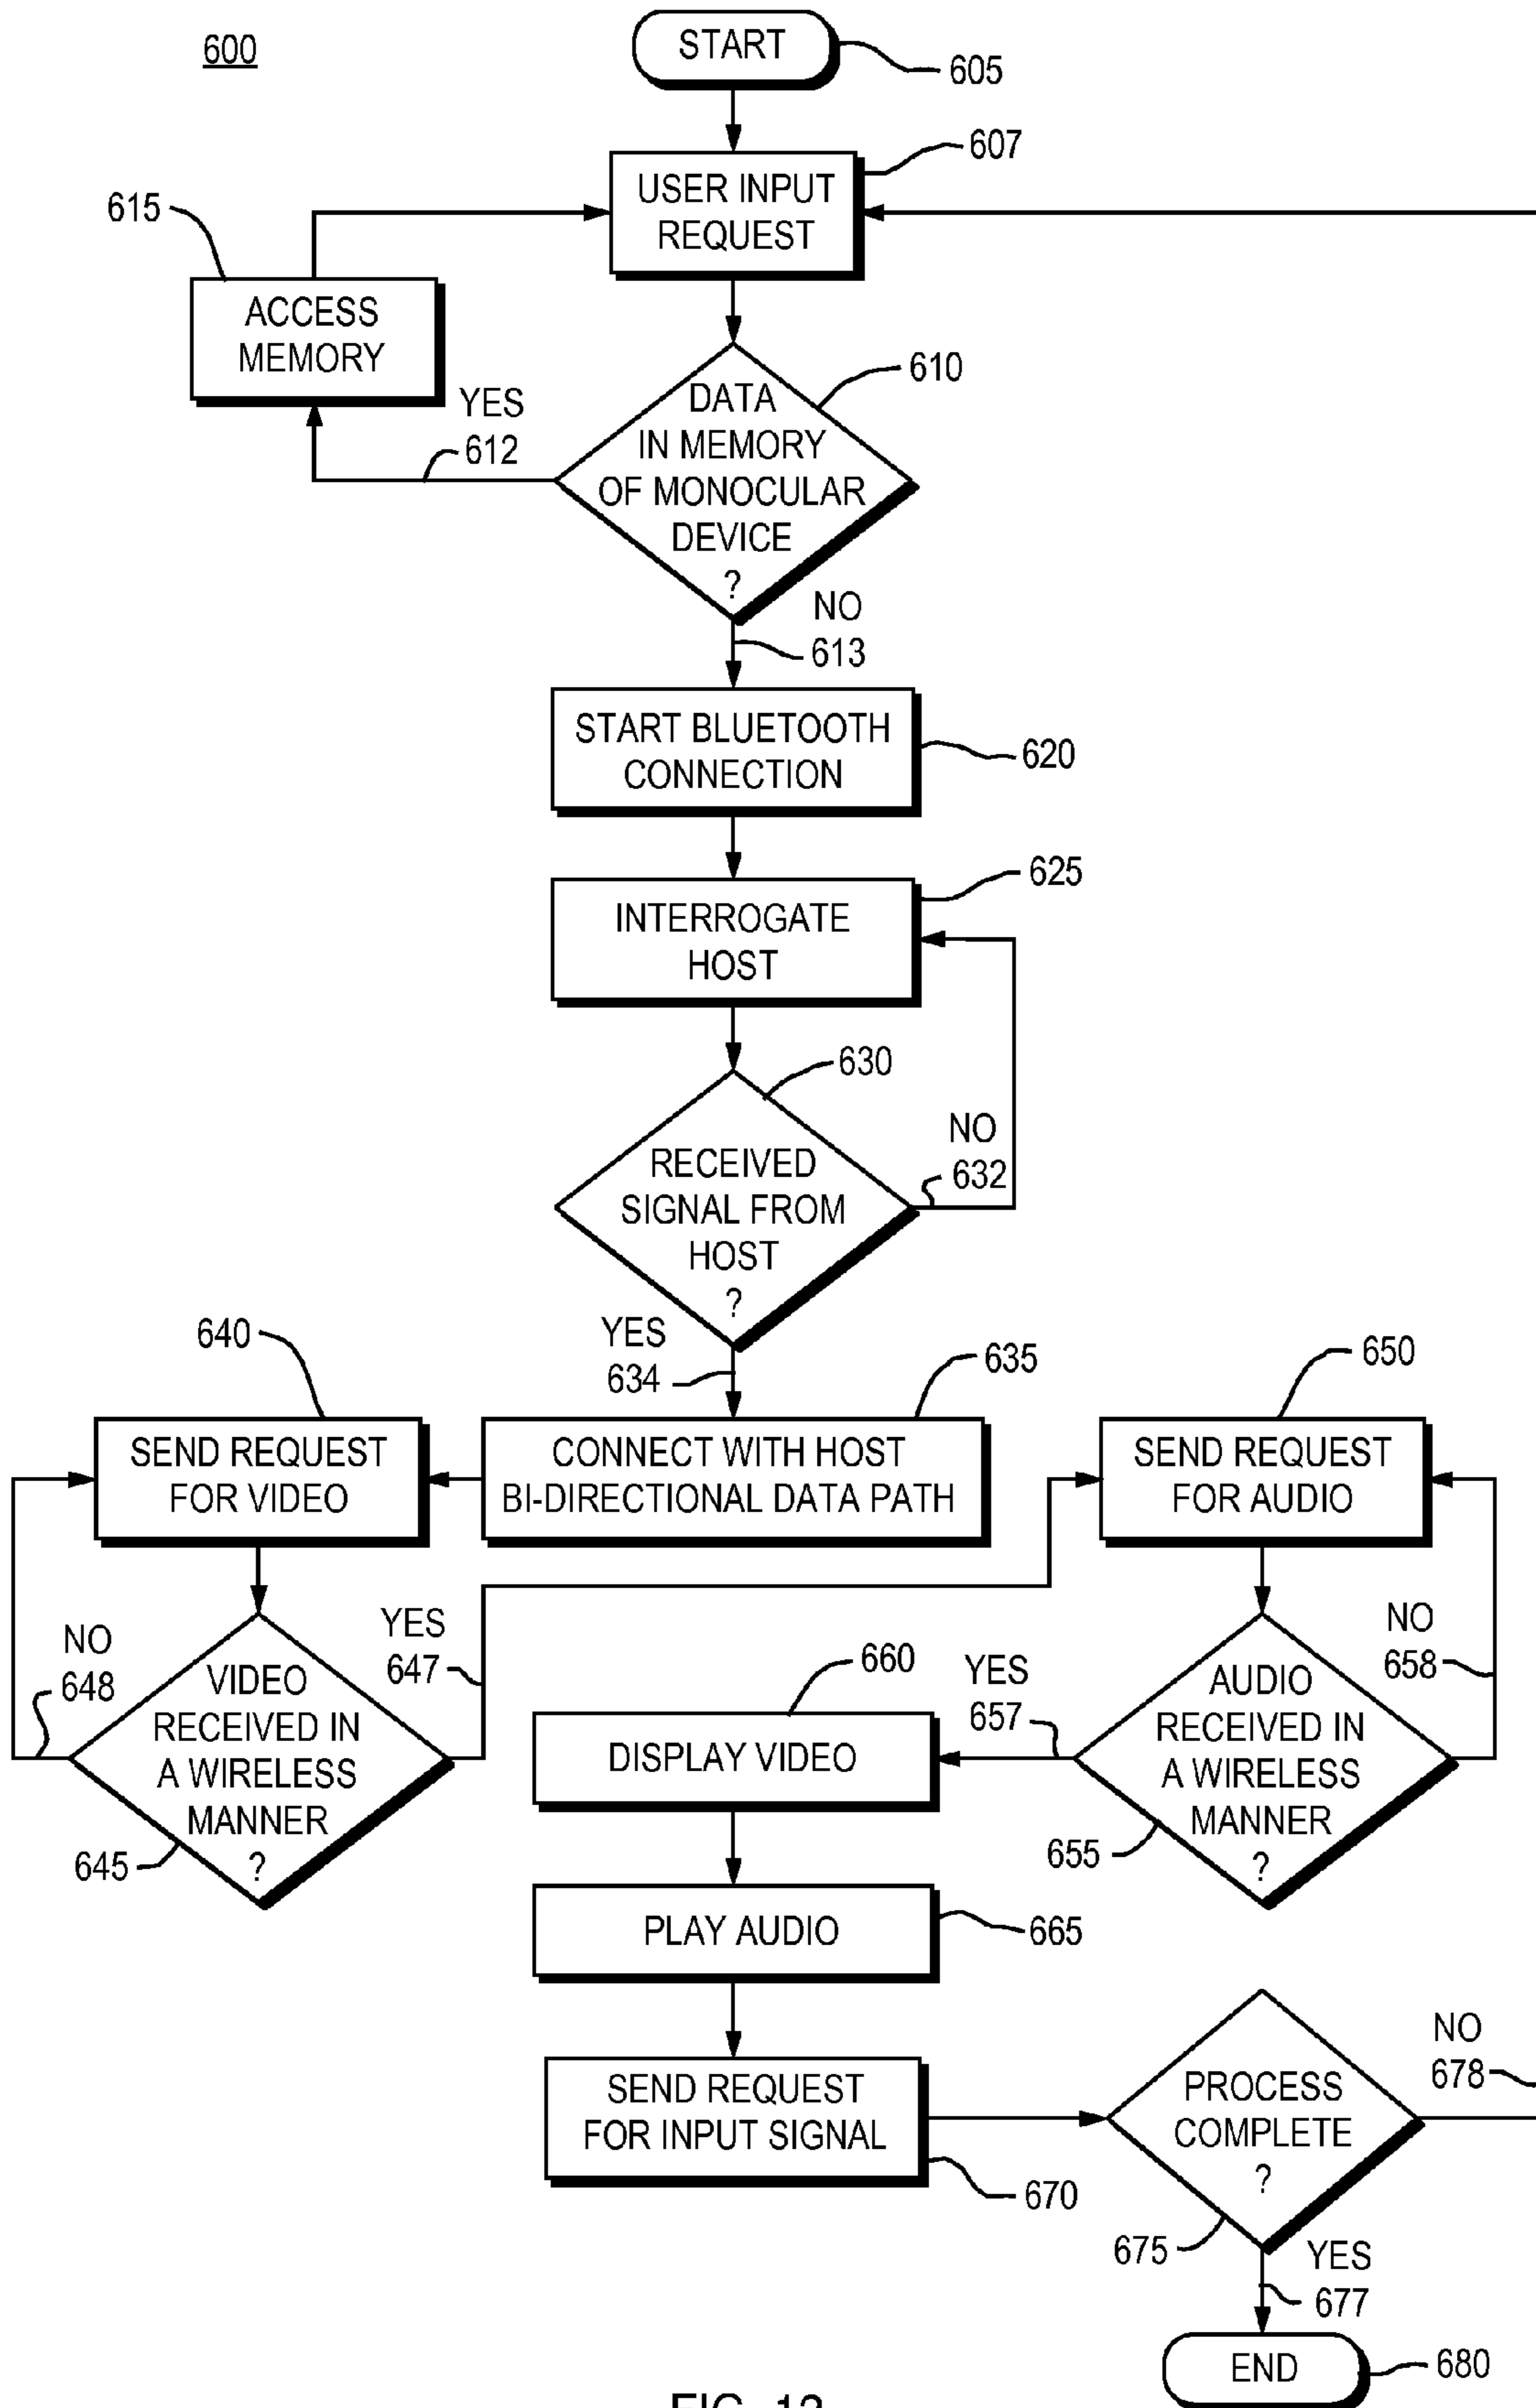 600
START
605
607
USER INPUT
REQUEST
615
ACCESS
MEMORY
610
YES
612
DATA
IN MEMORY
OF MONOCULAR
DEVICE
?
NO
613
START BLUETOOTH
CONNECTION
620
625
INTERROGATE
HOST
630
NO
632
RECEIVED
SIGNAL FROM
HOST
?
YES
634
640
635
650
SEND REQUEST
FOR VIDEO
CONNECT WITH HOST
BI-DIRECTIONAL DATA PATH
SEND REQUEST
FOR AUDIO
NO
648
YES
647
VIDEO
RECEIVED IN
A WIRELESS
MANNER
?
645
660
YES
657
NO
658
DISPLAY VIDEO
AUDIO
RECEIVED IN
A WIRELESS
MANNER
?
655
PLAY AUDIO
665
SEND REQUEST
FOR INPUT SIGNAL
670
PROCESS
COMPLETE
?
NO
678
675
YES
677
END
680